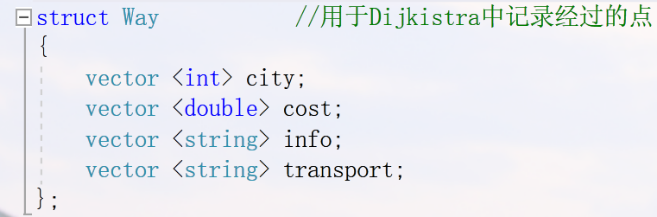 struct Way //用于Dijkistra中记录经过的点
{
vector <int> city;
vector <double> cost;
vector <string> info;
vector <string> transport;
};